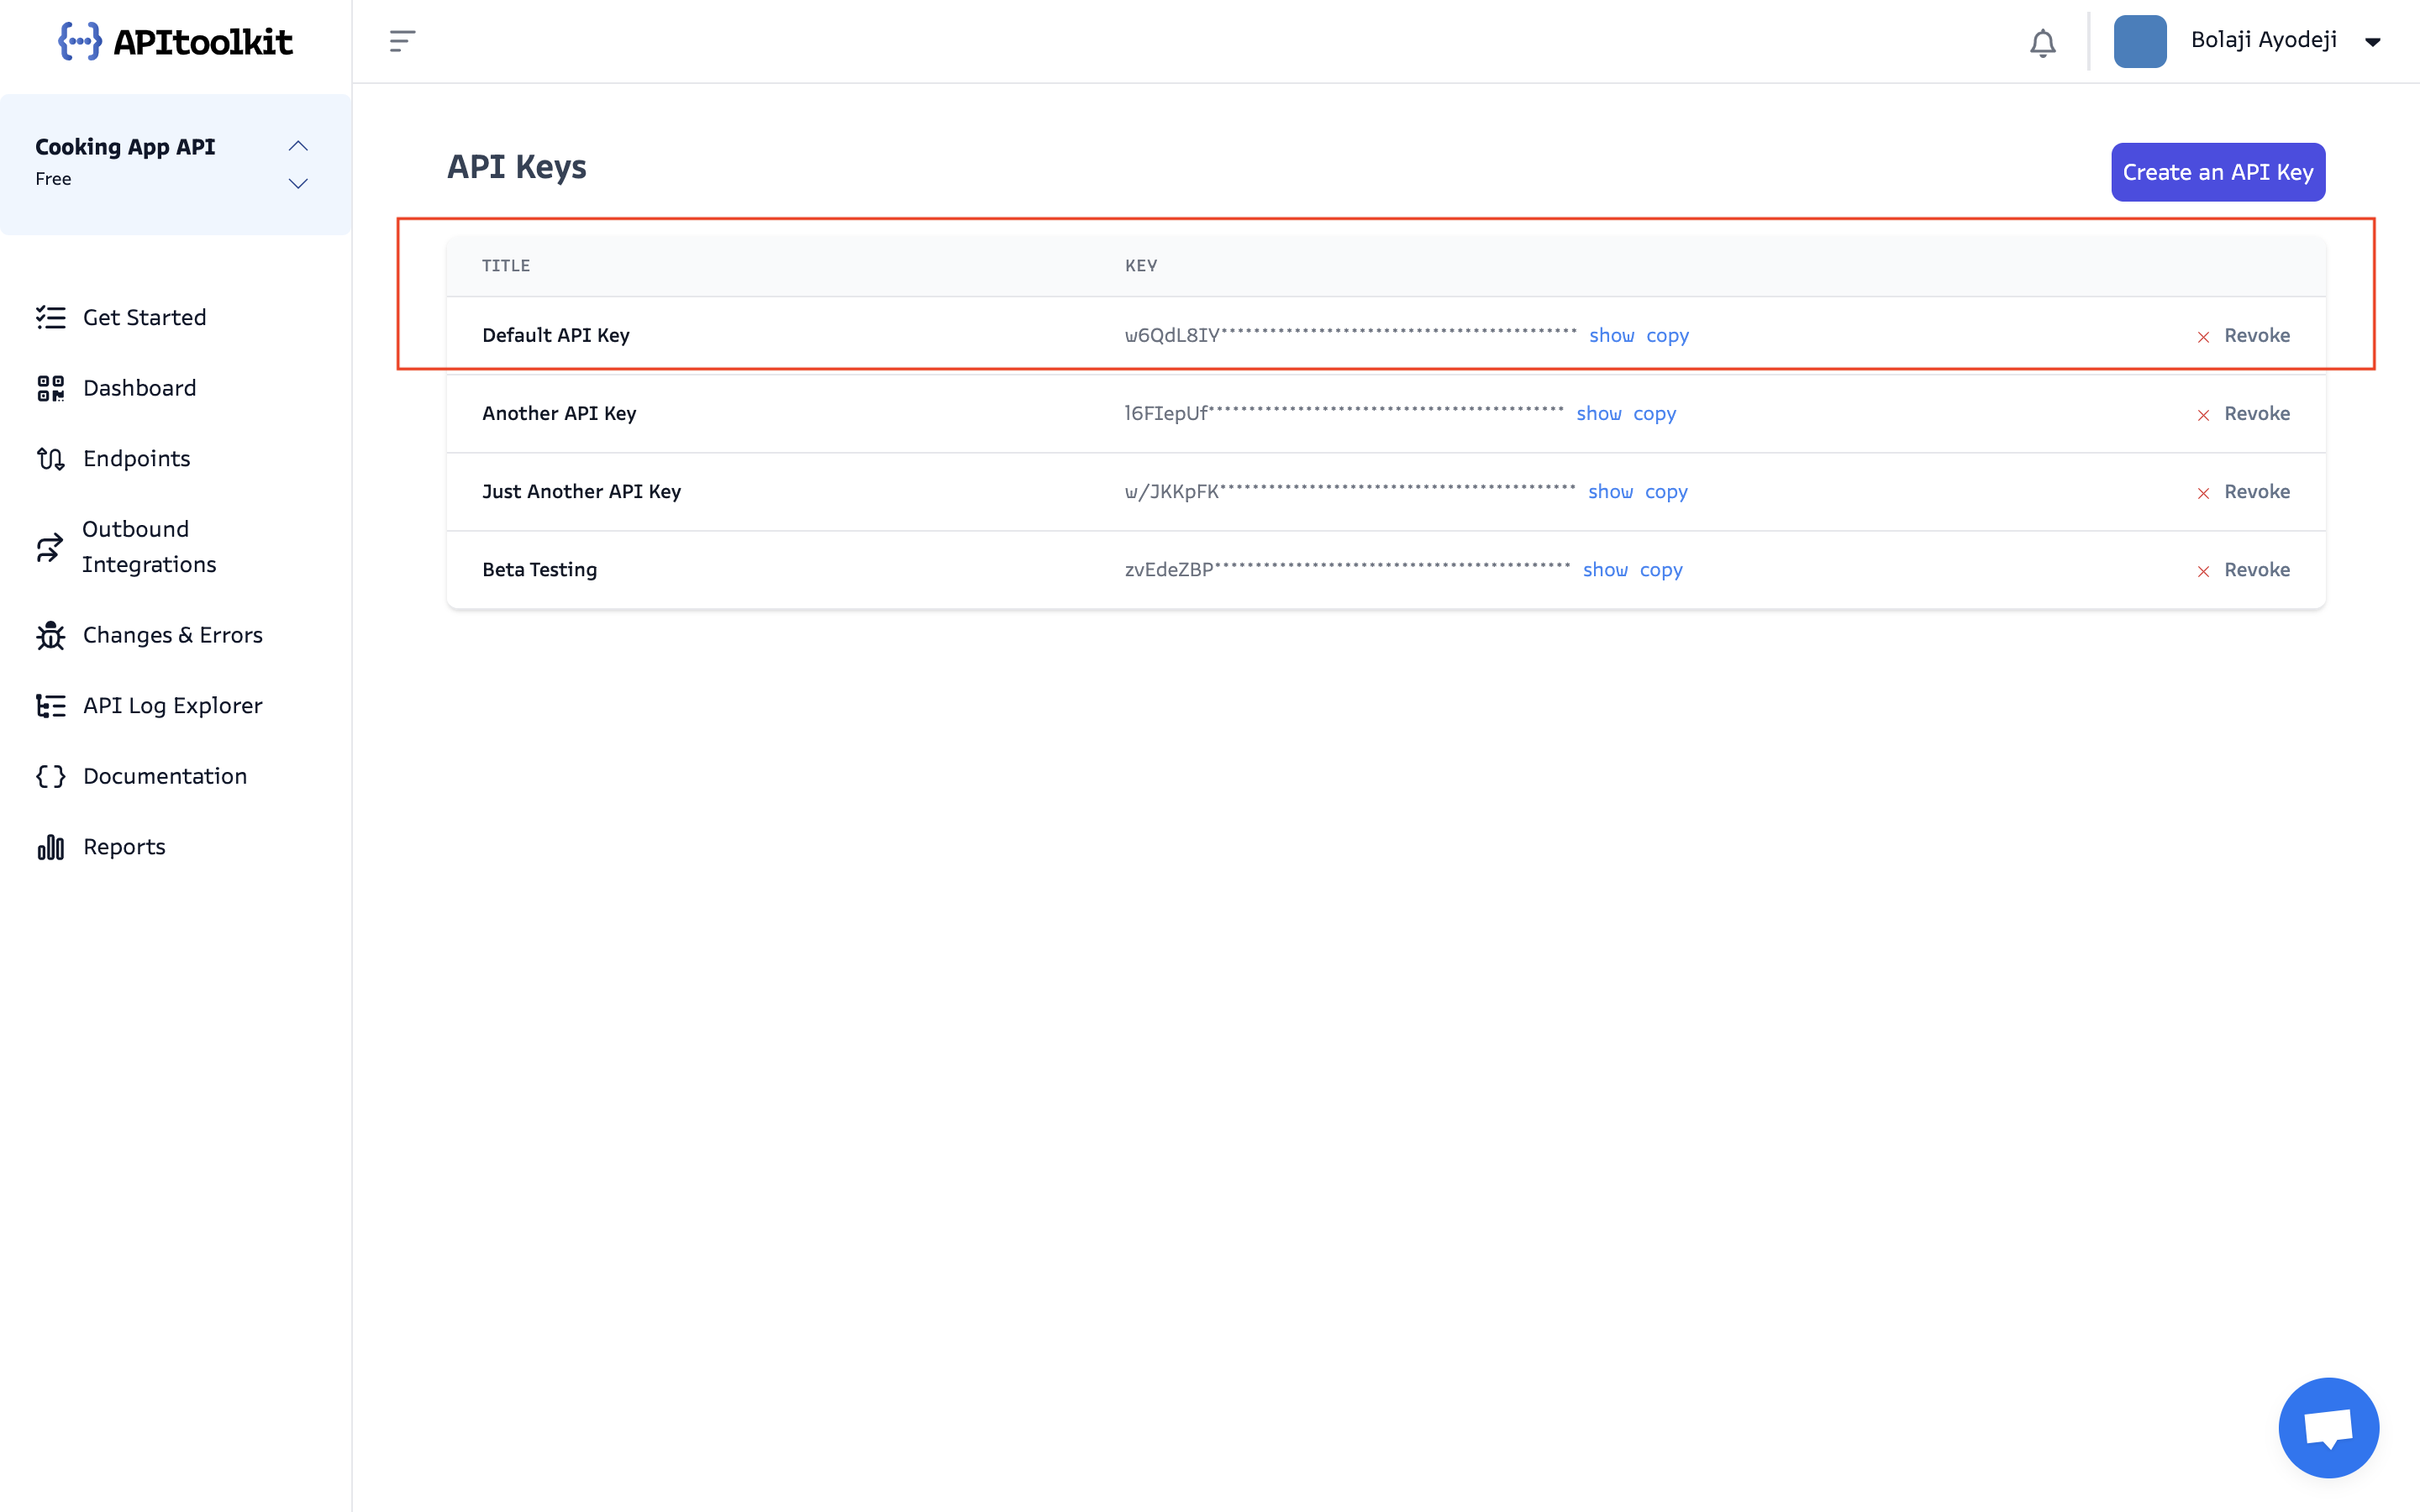 APItoolkit
Bolaji Ayodeji
Cooking App API
Free
Get Started
Dashboard
Endpoints
Outbound
Integrations
Changes & Errors
API Log Explorer
Documentation
Reports
API Keys
Create an API Key
TITLE KEY
Default API Key w6QdL8IY******************************************** show copy Revoke
Another API Key l6FIepUf******************************************** show copy Revoke
Just Another API Key w/JKKpFK******************************************** show copy Revoke
Beta Testing zvEdeZBP******************************************** show copy Revoke